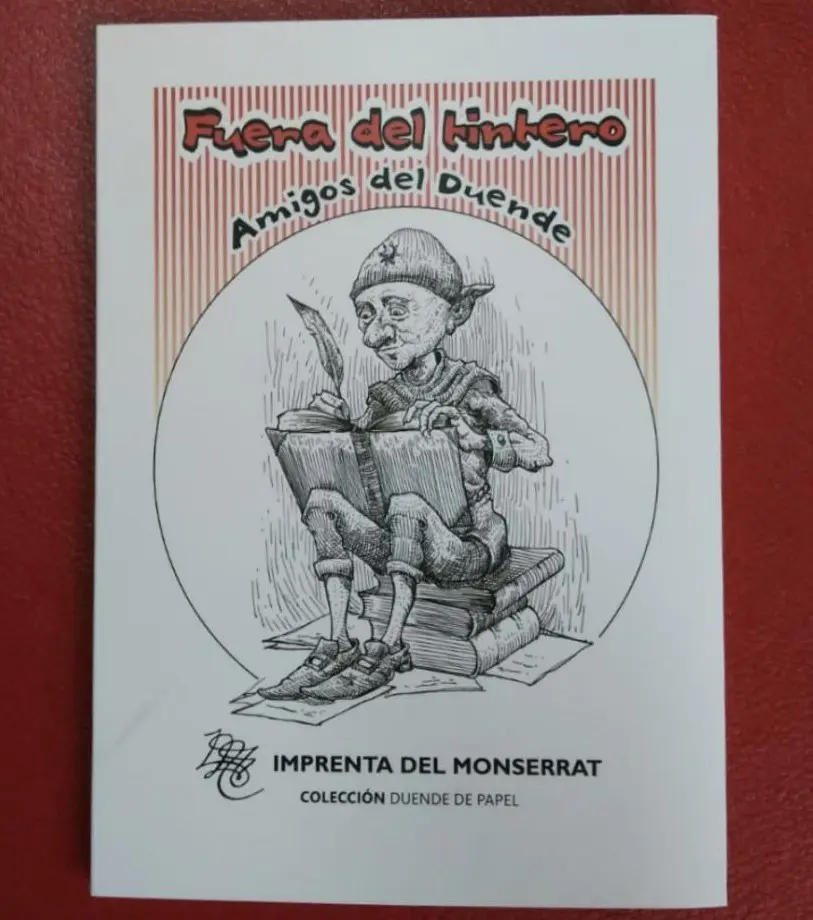 Fuera del tintero
Amigos del Duende
IMPRENTA DEL MONSERRAT
COLECCIÓN DUENDE DE PAPEL